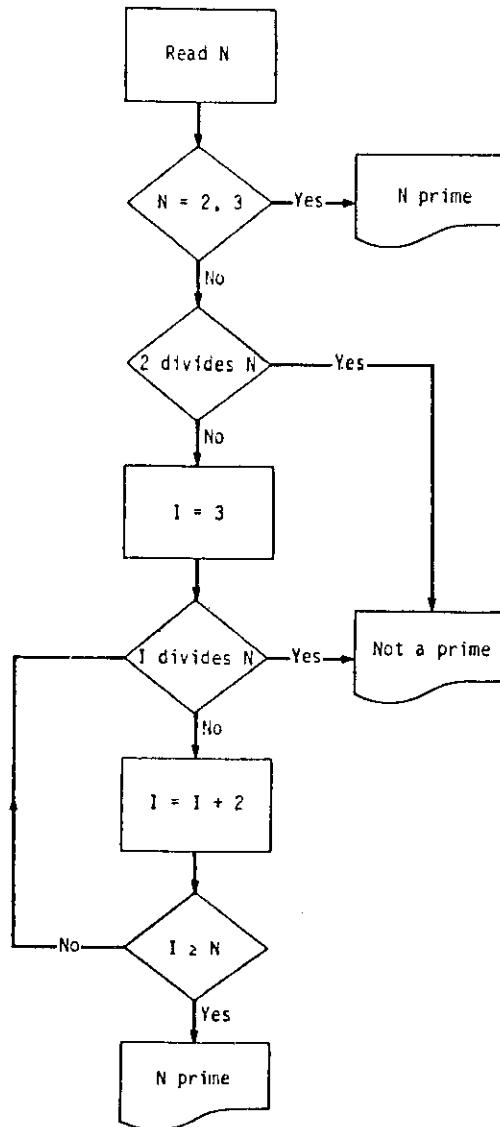 Read N
N = 2, 3
Yes
N prime
No
2 divides N
Yes
No
I = 3
I divides N
Yes
Not a prime
No
I = I + 2
I ≥ N
No
Yes
N prime